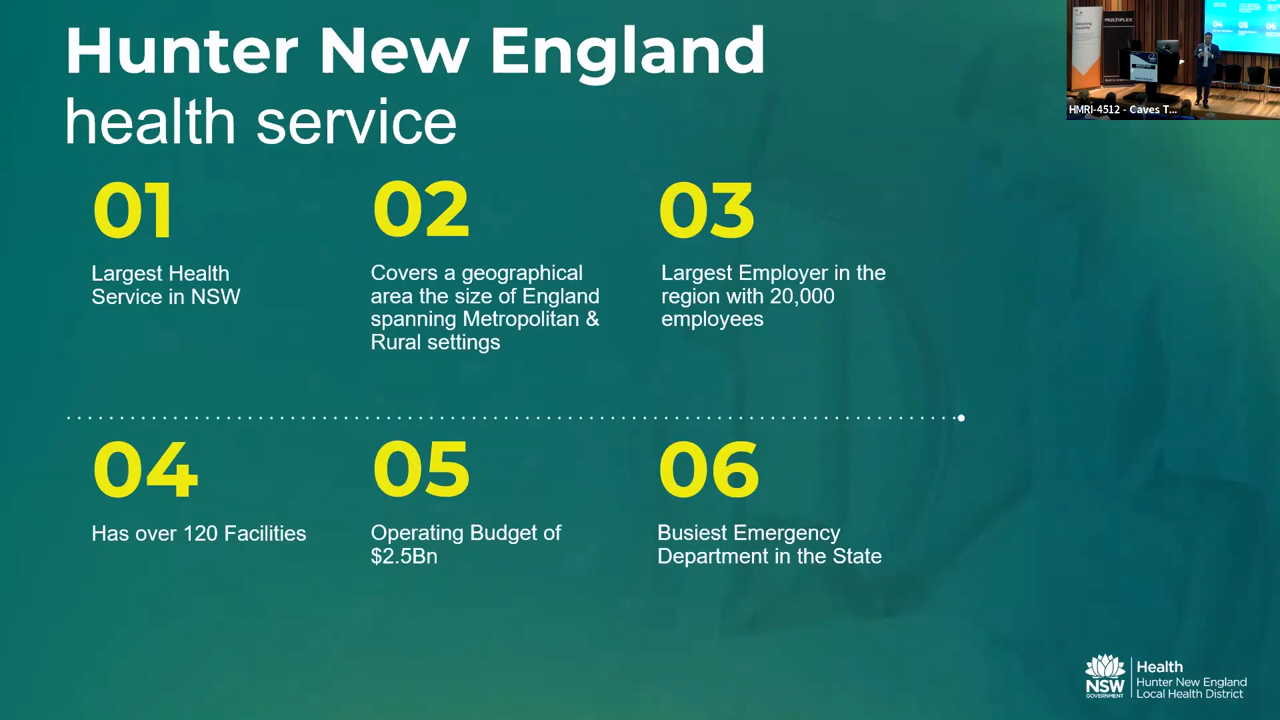 Hunter New England
health service
01
Largest Health
Service in NSW
02
Covers a geographical
area the size of England
spanning Metropolitan &
Rural settings
03
Largest Employer in the
region with 20,000
employees
04
Has over 120 Facilities
05
Operating Budget of
$2.5Bn
06
Busiest Emergency
Department in the State
MULTIPLEX
HMRI-4512 - Caves T...
NSW
GOVERNMENT
Health
Hunter New England
Local Health District